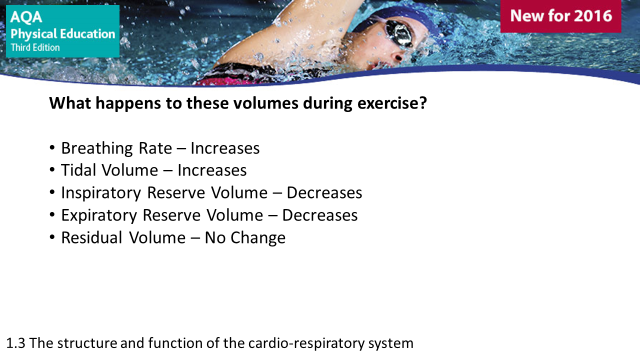 AQA
Physical Education
Third Edition
New for 2016
What happens to these volumes during exercise?
• Breathing Rate – Increases
• Tidal Volume – Increases
• Inspiratory Reserve Volume – Decreases
• Expiratory Reserve Volume – Decreases
• Residual Volume – No Change
1.3 The structure and function of the cardio-respiratory system